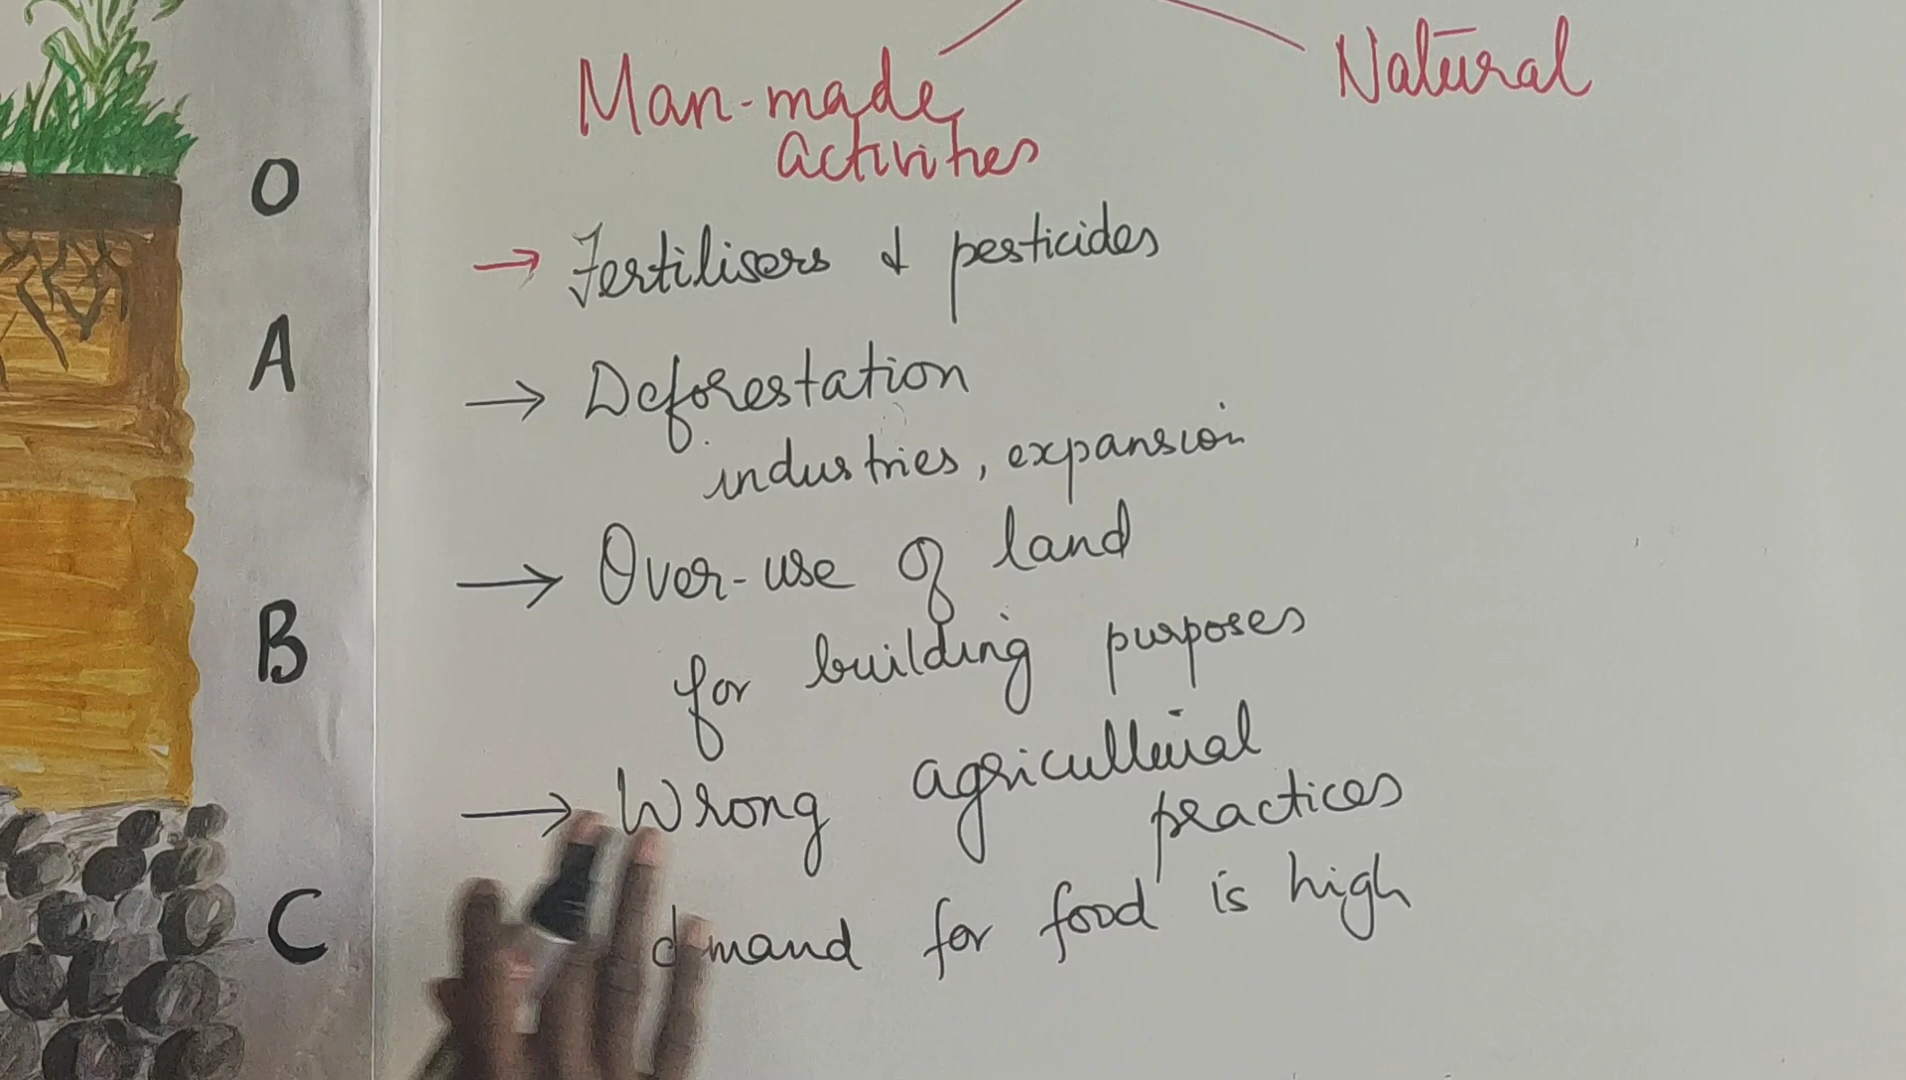 Man-made
activities
Natural
O
A
B
C
→ Fertilisers & pesticides
→ Deforestation
industries, expansion
→ Over-use of land
for building purposes
→ Wrong agricultural
practices
for food is high